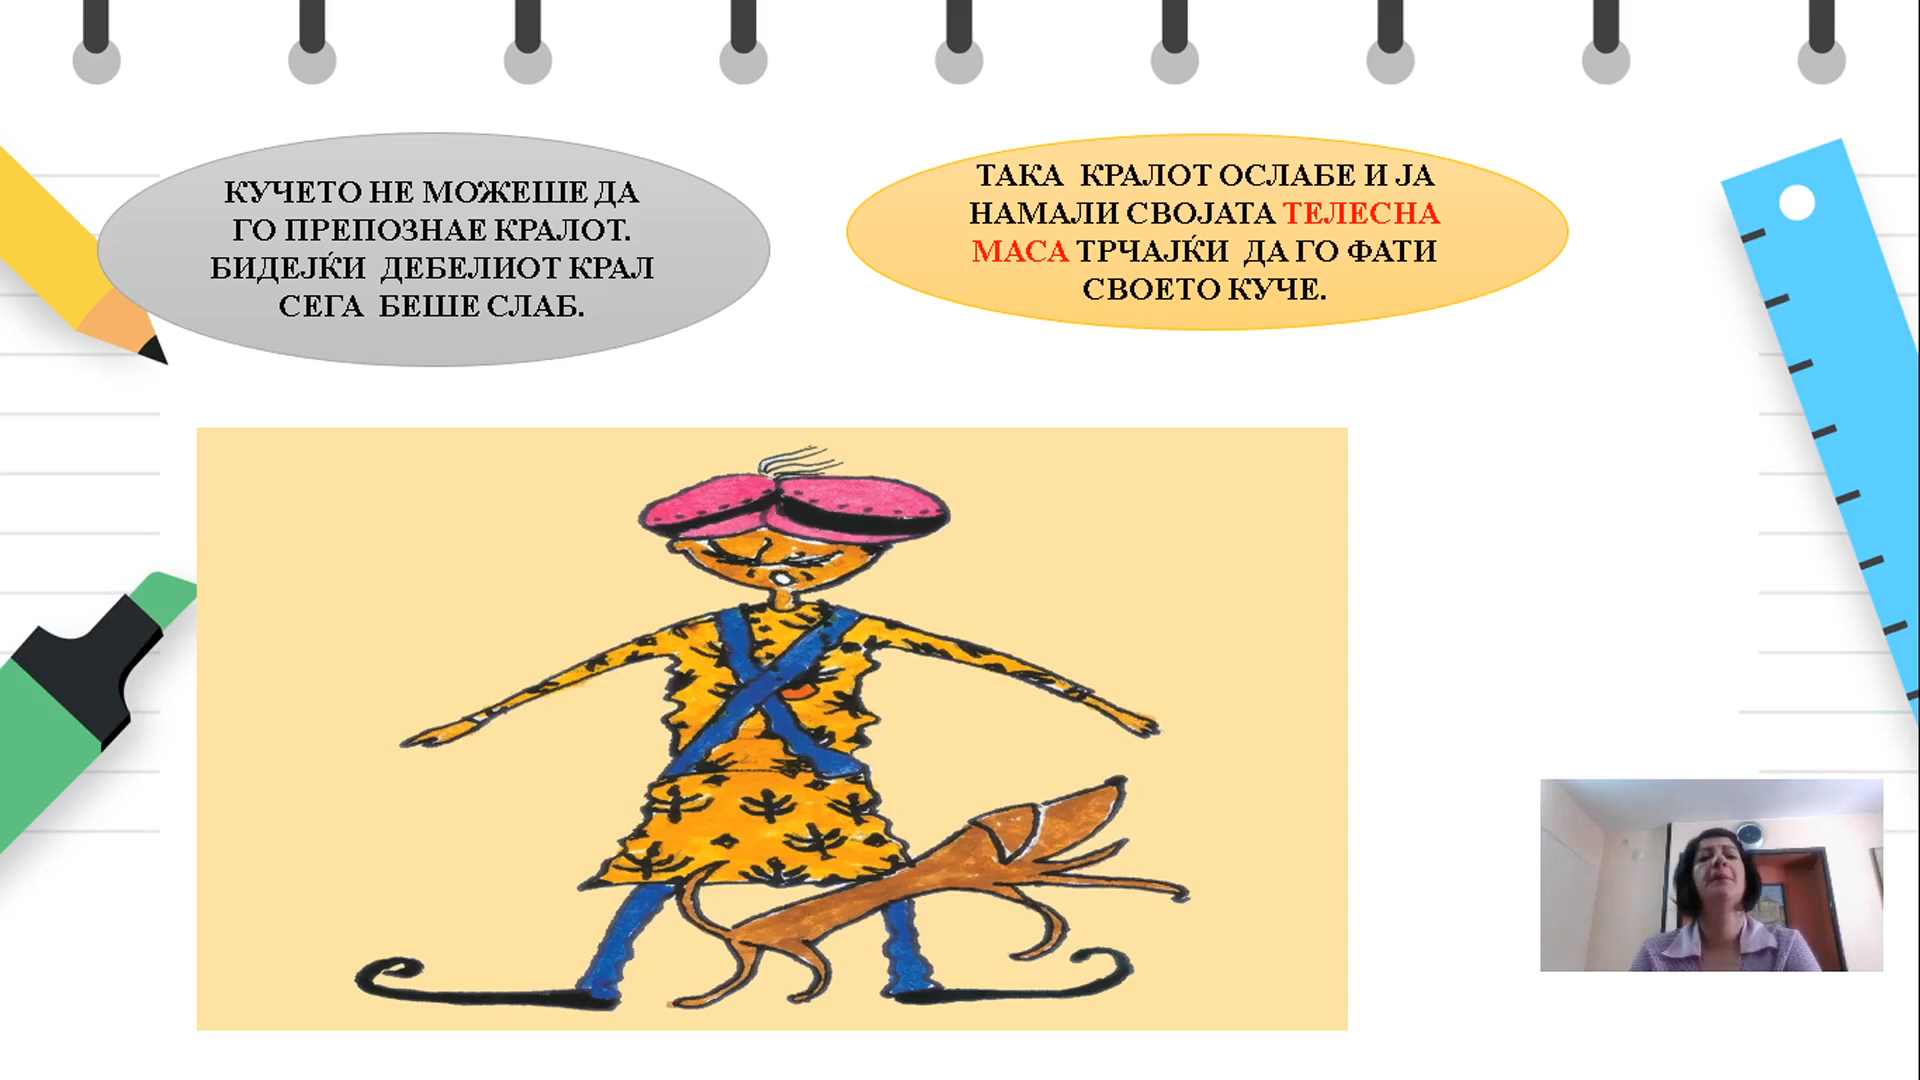 КУЧЕТО НЕ МОЖЕШЕ ДА
ГО ПРЕПОЗНАЕ КРАЛОТ.
БИДЕЈЌИ ДЕБЕЛИОТ КРАЛ
СЕГА БЕШЕ СЛАБ.
ТАКА КРАЛОТ ОСЛАБЕ И ЈА
НАМАЛИ СВОЈАТА ТЕЛЕСНА
МАСА ТРЧАЈЌИ ДА ГО ФАТИ
СВОЕТО КУЧЕ.